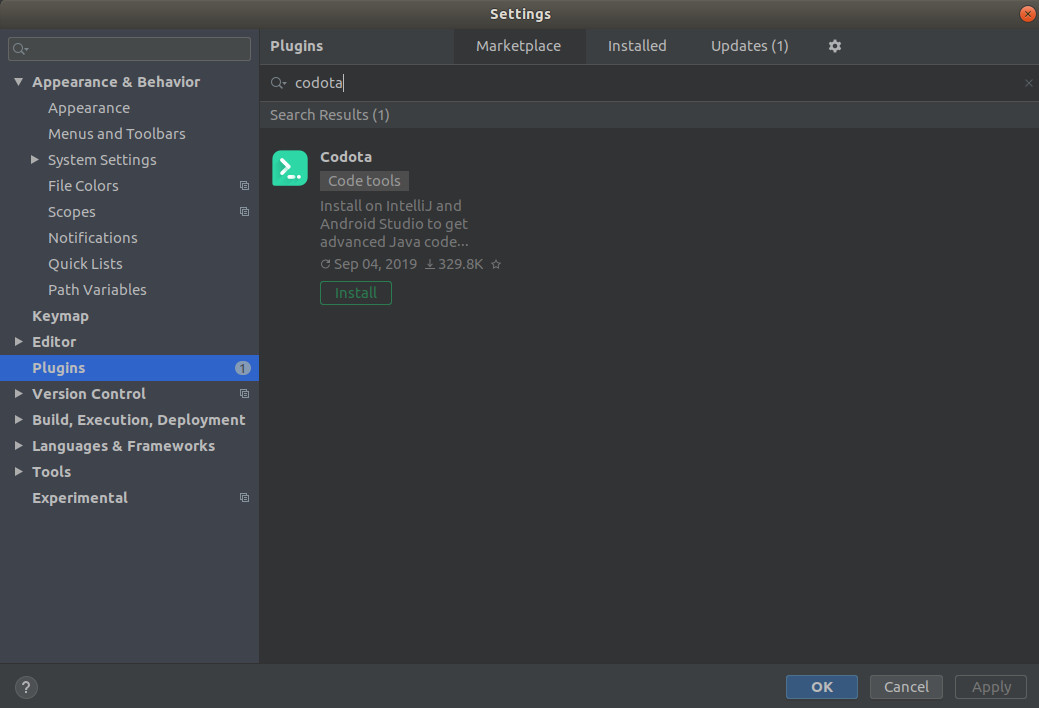 Settings
Plugins
Marketplace
Installed
Updates (1)
codota
Search Results (1)
Appearance & Behavior
Appearance
Menus and Toolbars
System Settings
File Colors
Scopes
Notifications
Quick Lists
Path Variables
Keymap
Editor
Plugins 1
Version Control
Build, Execution, Deployment
Languages & Frameworks
Tools
Experimental
Codota
Code tools
Install on IntelliJ and
Android Studio to get
advanced Java code...
Sep 04, 2019 329.8K
Install
?
OK
Cancel
Apply